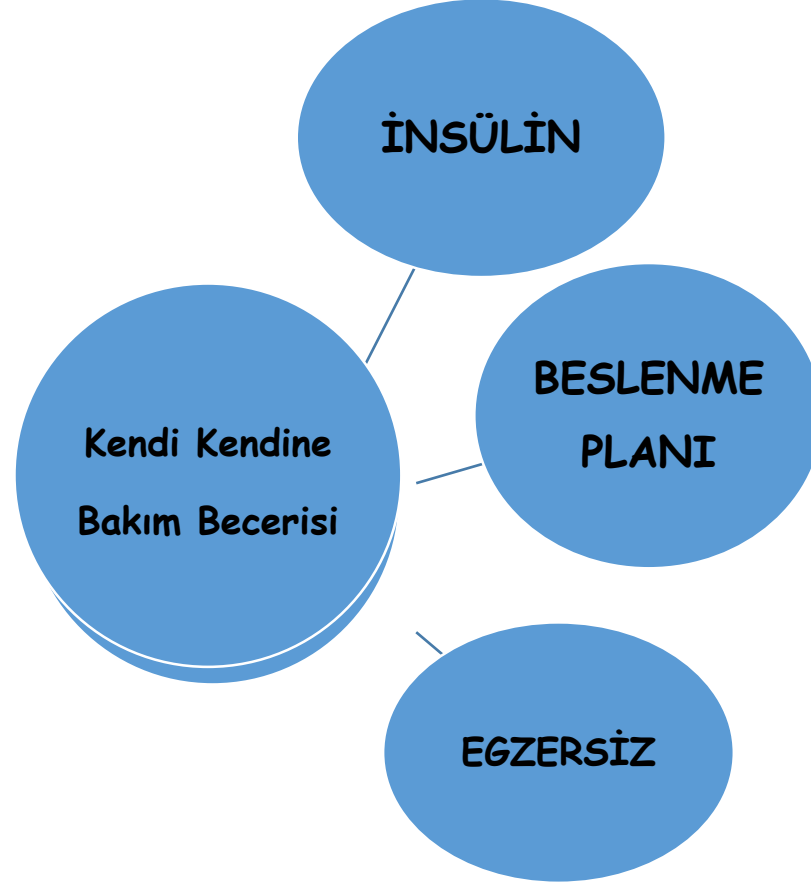 İNSÜLİN
BESLENME
PLANI
Kendi Kendine
Bakım Becerisi
EGZERSİZ